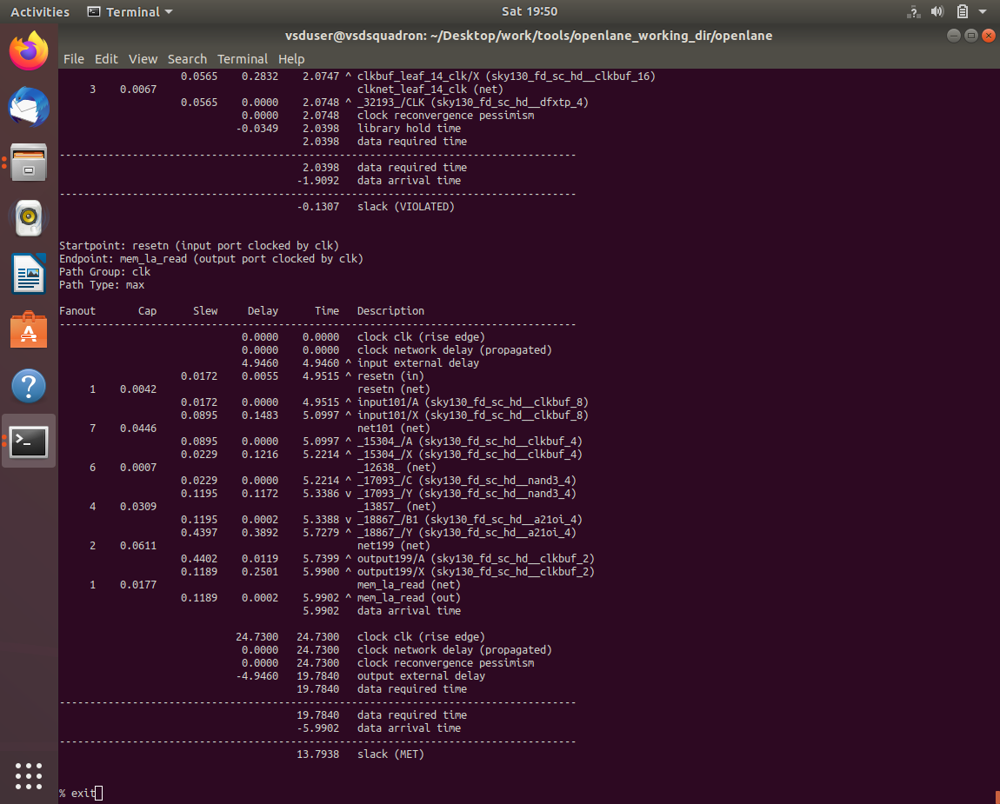 Activities Terminal Sat 19:50
vsduser@vsdsquadron: ~/Desktop/work/tools/openlane_working_dir/openlane
File Edit View Search Terminal Help
0.0565 0.2832 2.0747 ^ clkbuf_leaf_14_clk/X (sky130_fd_sc_hd__clkbuf_16)
3 0.0067 clknet_leaf_14_clk (net)
0.0565 0.0000 2.0748 ^ _32193_/CLK (sky130_fd_sc_hd__dfxtp_4)
0.0000 2.0748 clock reconvergence pessimism
-0.0349 2.0398 library hold time
2.0398 data required time
-------------------------------------------------------------------------------------
2.0398 data required time
-1.9092 data arrival time
-------------------------------------------------------------------------------------
-0.1307 slack (VIOLATED)
Startpoint: resetn (input port clocked by clk)
Endpoint: mem_la_read (output port clocked by clk)
Path Group: clk
Path Type: max
Fanout Cap Slew Delay Time Description
-------------------------------------------------------------------------------------
0.0000 0.0000 clock clk (rise edge)
0.0000 0.0000 clock network delay (propagated)
4.9460 4.9460 ^ input external delay
0.0172 0.0055 4.9515 ^ resetn (in)
1 0.0042 resetn (net)
0.0172 0.0000 4.9515 ^ input101/A (sky130_fd_sc_hd__clkbuf_8)
0.0895 0.1483 5.0997 ^ input101/X (sky130_fd_sc_hd__clkbuf_8)
7 0.0446 net101 (net)
0.0895 0.0000 5.0997 ^ _15304_/A (sky130_fd_sc_hd__clkbuf_4)
0.0229 0.1216 5.2214 ^ _15304_/X (sky130_fd_sc_hd__clkbuf_4)
6 0.0007 _12638_ (net)
0.0229 0.0000 5.2214 ^ _17093_/C (sky130_fd_sc_hd__nand3_4)
0.1195 0.1172 5.3386 v _17093_/Y (sky130_fd_sc_hd__nand3_4)
4 0.0309 _13857_ (net)
0.1195 0.0002 5.3388 v _18867_/B1 (sky130_fd_sc_hd__a21oi_4)
0.4397 0.3892 5.7279 ^ _18867_/Y (sky130_fd_sc_hd__a21oi_4)
2 0.0611 net199 (net)
0.4402 0.0119 5.7399 ^ output199/A (sky130_fd_sc_hd__clkbuf_2)
0.1189 0.2501 5.9900 ^ output199/X (sky130_fd_sc_hd__clkbuf_2)
1 0.0177 mem_la_read (net)
0.1189 0.0002 5.9902 ^ mem_la_read (out)
5.9902 data arrival time
24.7300 24.7300 clock clk (rise edge)
0.0000 24.7300 clock network delay (propagated)
0.0000 24.7300 clock reconvergence pessimism
-4.9460 19.7840 output external delay
19.7840 data required time
-------------------------------------------------------------------------------------
19.7840 data required time
-5.9902 data arrival time
-------------------------------------------------------------------------------------
13.7938 slack (MET)
% exit